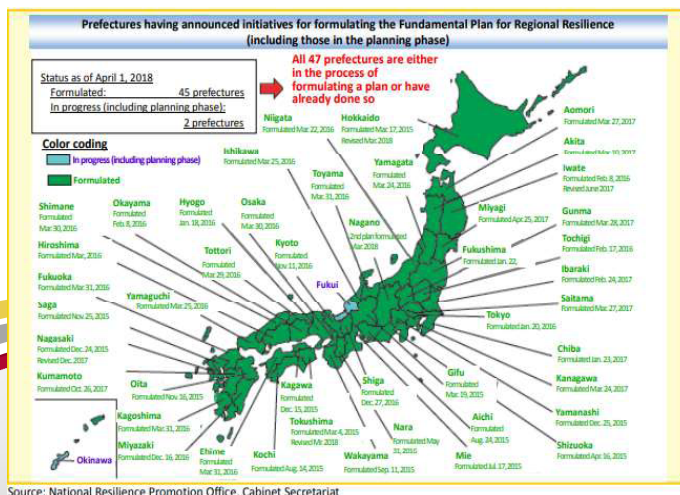 Prefectures having announced initiatives for formulating the Fundamental Plan for Regional Resilience
(including those in the planning phase)
Status as of April 1, 2018
Formulated: 45 prefectures
In progress (including planning phase):
2 prefectures
All 47 prefectures are either
in the process of
formulating a plan or have
already done so
Color coding
In progress (including planning phase)
Formulated
Niigata
Formulated Mar. 22, 2016
Hokkaido
Formulated Mar. 17, 2015
Revised Mar. 2018
Aomori
Formulated Mar. 27, 2017
Akita
Ishikawa
Formulated Mar. 25, 2016
Toyama
Formulated
Mar. 31, 2016
Yamagata
Formulated
Mar. 24, 2016
Iwate
Formulated Feb. 8, 2016
Revised June 2017
Miyagi
Formulated Apr. 25, 2017
Gunma
Formulated Mar. 28, 2017
Tochigi
Formulated Feb. 17, 2016
Shimane
Formulated
Mar. 30, 2016
Okayama
Formulated
Feb. 8, 2016
Hyogo
Formulated
Jan. 18, 2016
Osaka
Formulated
Mar. 30, 2016
Nagano
2nd plan formulated
Mar. 2018
Fukushima
Formulated Jan. 22,
Ibaraki
Formulated Feb. 24, 2017
Hiroshima
Formulated Mar., 2016
Tottori
Formulated
Mar. 29, 2016
Kyoto
Formulated
Nov. 11, 2016
Fukui
Saitama
Formulated Mar. 27, 2017
Fukuoka
Formulated Mar. 31, 2016
Yamaguchi
Formulated Mar. 25, 2016
Tokyo
Formulated Jan. 20, 2016
Saga
Formulated Nov. 25, 2015
Chiba
Formulated Jan. 23, 2017
Nagasaki
Formulated Dec. 24, 2015
Revised Dec. 2017
Kanagawa
Formulated Mar. 24, 2017
Kumamoto
Formulated Oct. 26, 2017
Oita
Formulated Nov. 16, 2015
Kagawa
Formulated
Dec. 15, 2015
Shiga
Formulated
Dec. 27, 2016
Gifu
Formulated
Mar. 19, 2015
Yamanashi
Formulated Dec. 25, 2015
Kagoshima
Formulated Mar. 31, 2016
Tokushima
Formulated Mar. 4, 2015
Revised Mr. 2018
Nara
Formulated May
31, 2016
Aichi
Formulated
Aug. 24, 2015
Shizuoka
Formulated Apr. 16, 2015
Miyazaki
Formulated Dec. 16, 2016
Ehime
Formulated
Mar. 31, 2016
Kochi
Formulated Aug. 14, 2015
Wakayama
Formulated Sep. 11, 2015
Mie
Formulated Jul. 17, 2015
Okinawa
Source: National Resilience Promotion Office, Cabinet Secretariat